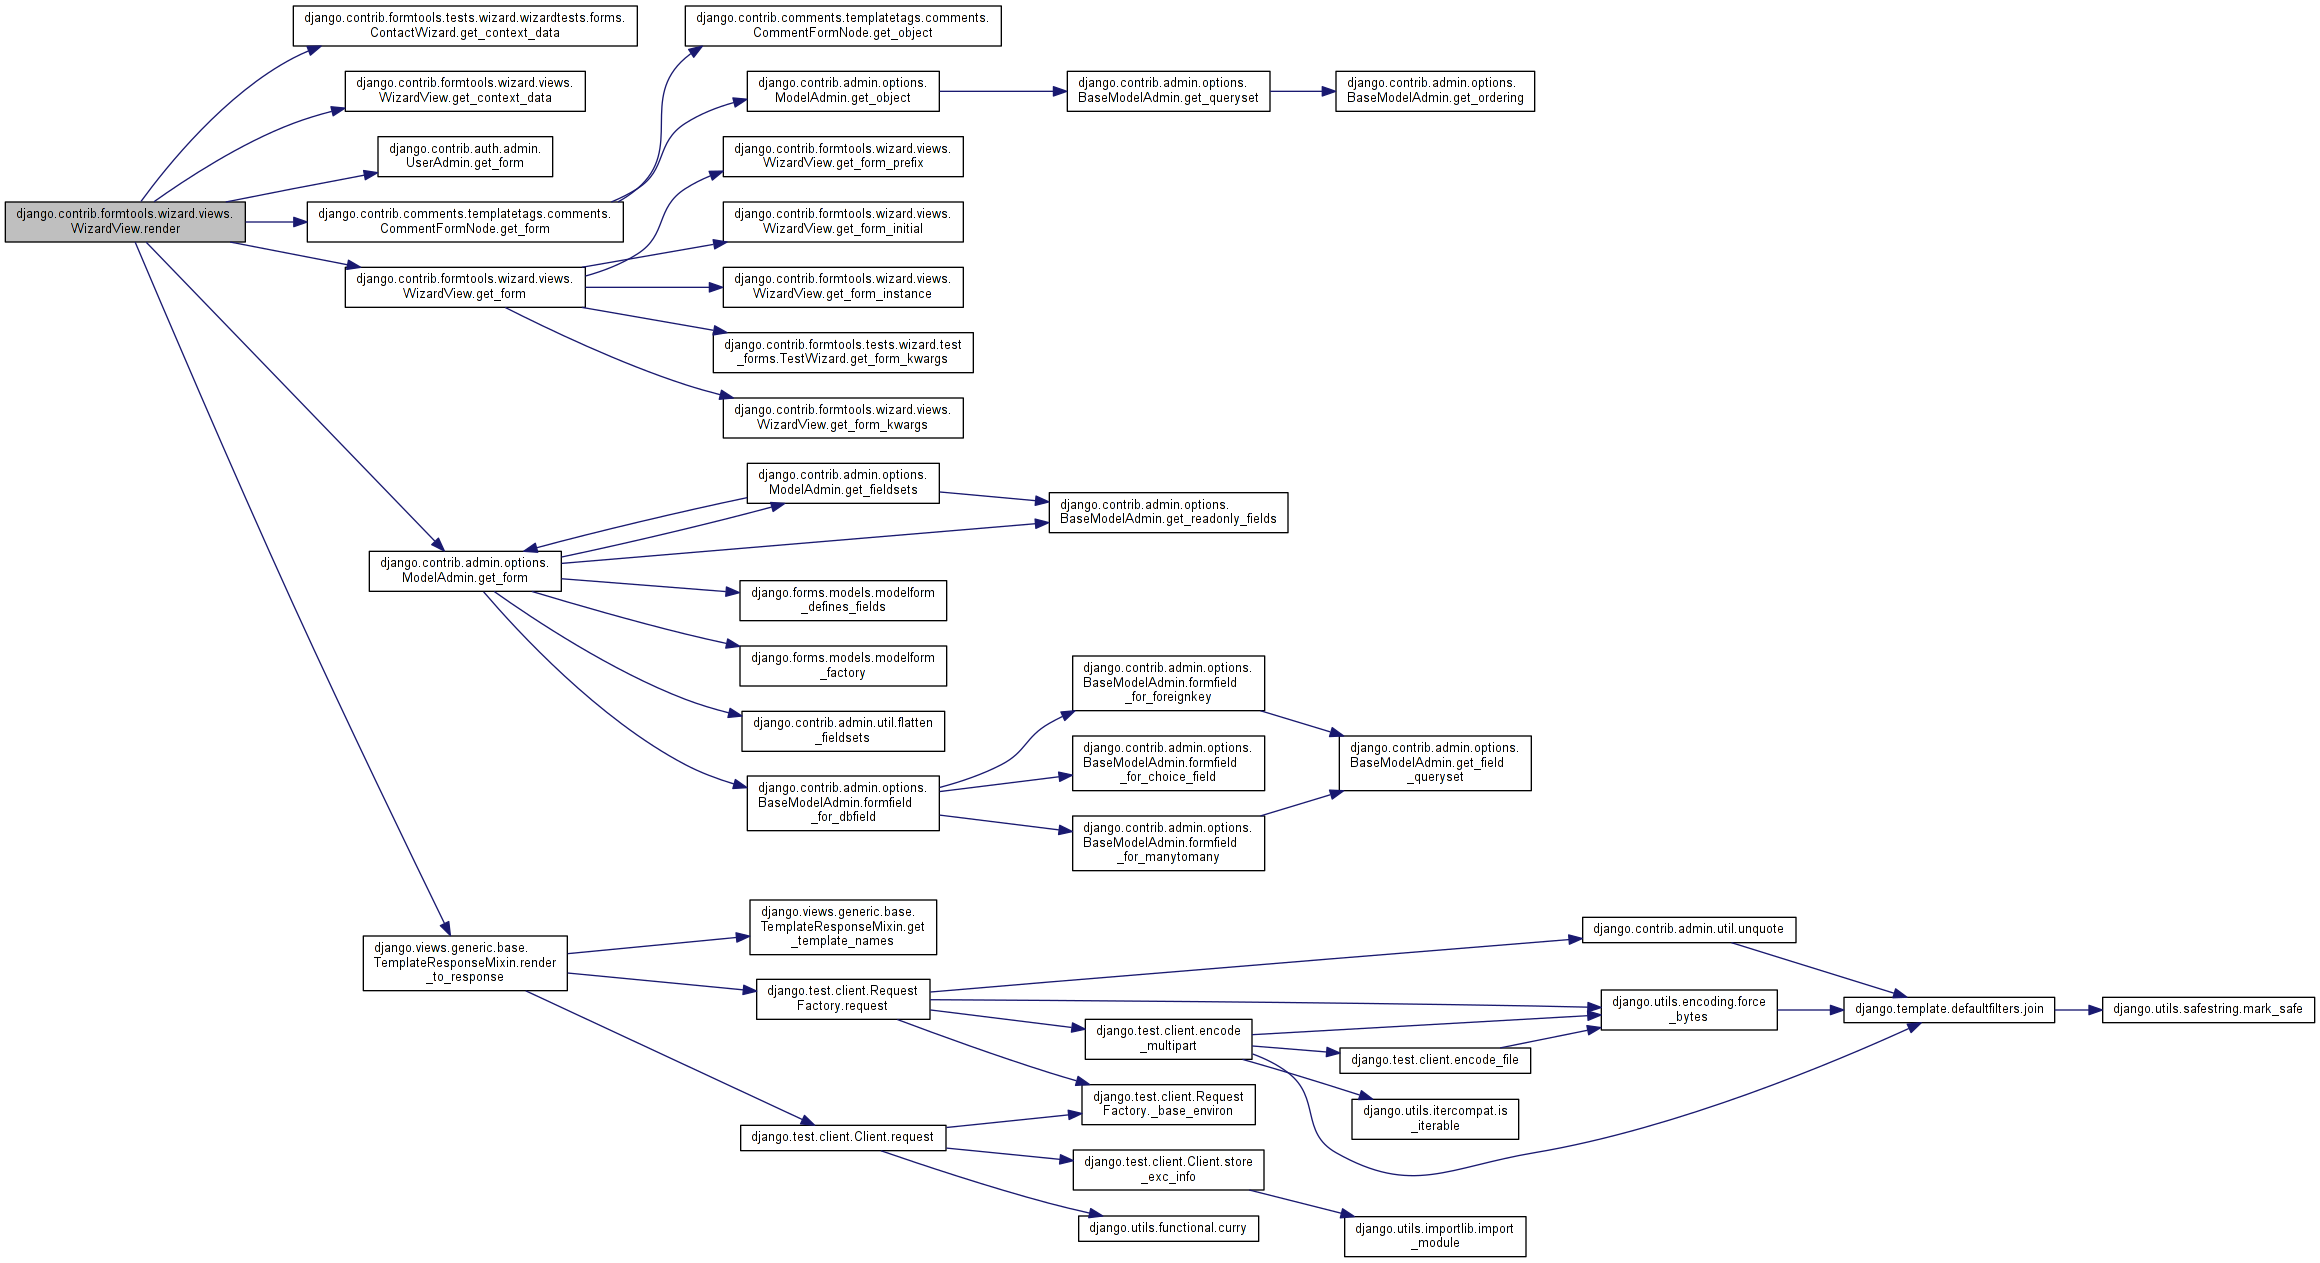 django.contrib.formtools.wizard.views.
WizardView.render
django.contrib.formtools.tests.wizard.wizardtests.forms.
ContactWizard.get_context_data
django.contrib.formtools.wizard.views.
WizardView.get_context_data
django.contrib.auth.admin.
UserAdmin.get_form
django.contrib.comments.templatetags.comments.
CommentFormNode.get_form
django.contrib.formtools.wizard.views.
WizardView.get_form
django.contrib.admin.options.
ModelAdmin.get_form
django.views.generic.base.
TemplateResponseMixin.render
_to_response
django.contrib.comments.templatetags.comments.
CommentFormNode.get_object
django.contrib.admin.options.
ModelAdmin.get_object
django.contrib.formtools.wizard.views.
WizardView.get_form_prefix
django.contrib.formtools.wizard.views.
WizardView.get_form_initial
django.contrib.formtools.wizard.views.
WizardView.get_form_instance
django.contrib.formtools.tests.wizard.test
_forms.TestWizard.get_form_kwargs
django.contrib.formtools.wizard.views.
WizardView.get_form_kwargs
django.contrib.admin.options.
ModelAdmin.get_fieldsets
django.forms.models.modelform
_defines_fields
django.forms.models.modelform
_factory
django.contrib.admin.util.flatten
_fieldsets
django.contrib.admin.options.
BaseModelAdmin.formfield
_for_dbfield
django.views.generic.base.
TemplateResponseMixin.get
_template_names
django.test.client.Request
Factory.request
django.test.client.Client.request
django.contrib.admin.options.
BaseModelAdmin.get_queryset
django.contrib.admin.options.
BaseModelAdmin.get_readonly_fields
django.contrib.admin.options.
BaseModelAdmin.formfield
_for_foreignkey
django.contrib.admin.options.
BaseModelAdmin.formfield
_for_choice_field
django.contrib.admin.options.
BaseModelAdmin.formfield
_for_manytomany
django.test.client.encode
_multipart
django.test.client.Request
Factory._base_environ
django.test.client.Client.store
_exc_info
django.utils.functional.curry
django.contrib.admin.options.
BaseModelAdmin.get_ordering
django.contrib.admin.options.
BaseModelAdmin.get_field
_queryset
django.test.client.encode_file
django.utils.itercompat.is
_iterable
django.utils.importlib.import
_module
django.contrib.admin.util.unquote
django.utils.encoding.force
_bytes
django.template.defaultfilters.join
django.utils.safestring.mark_safe